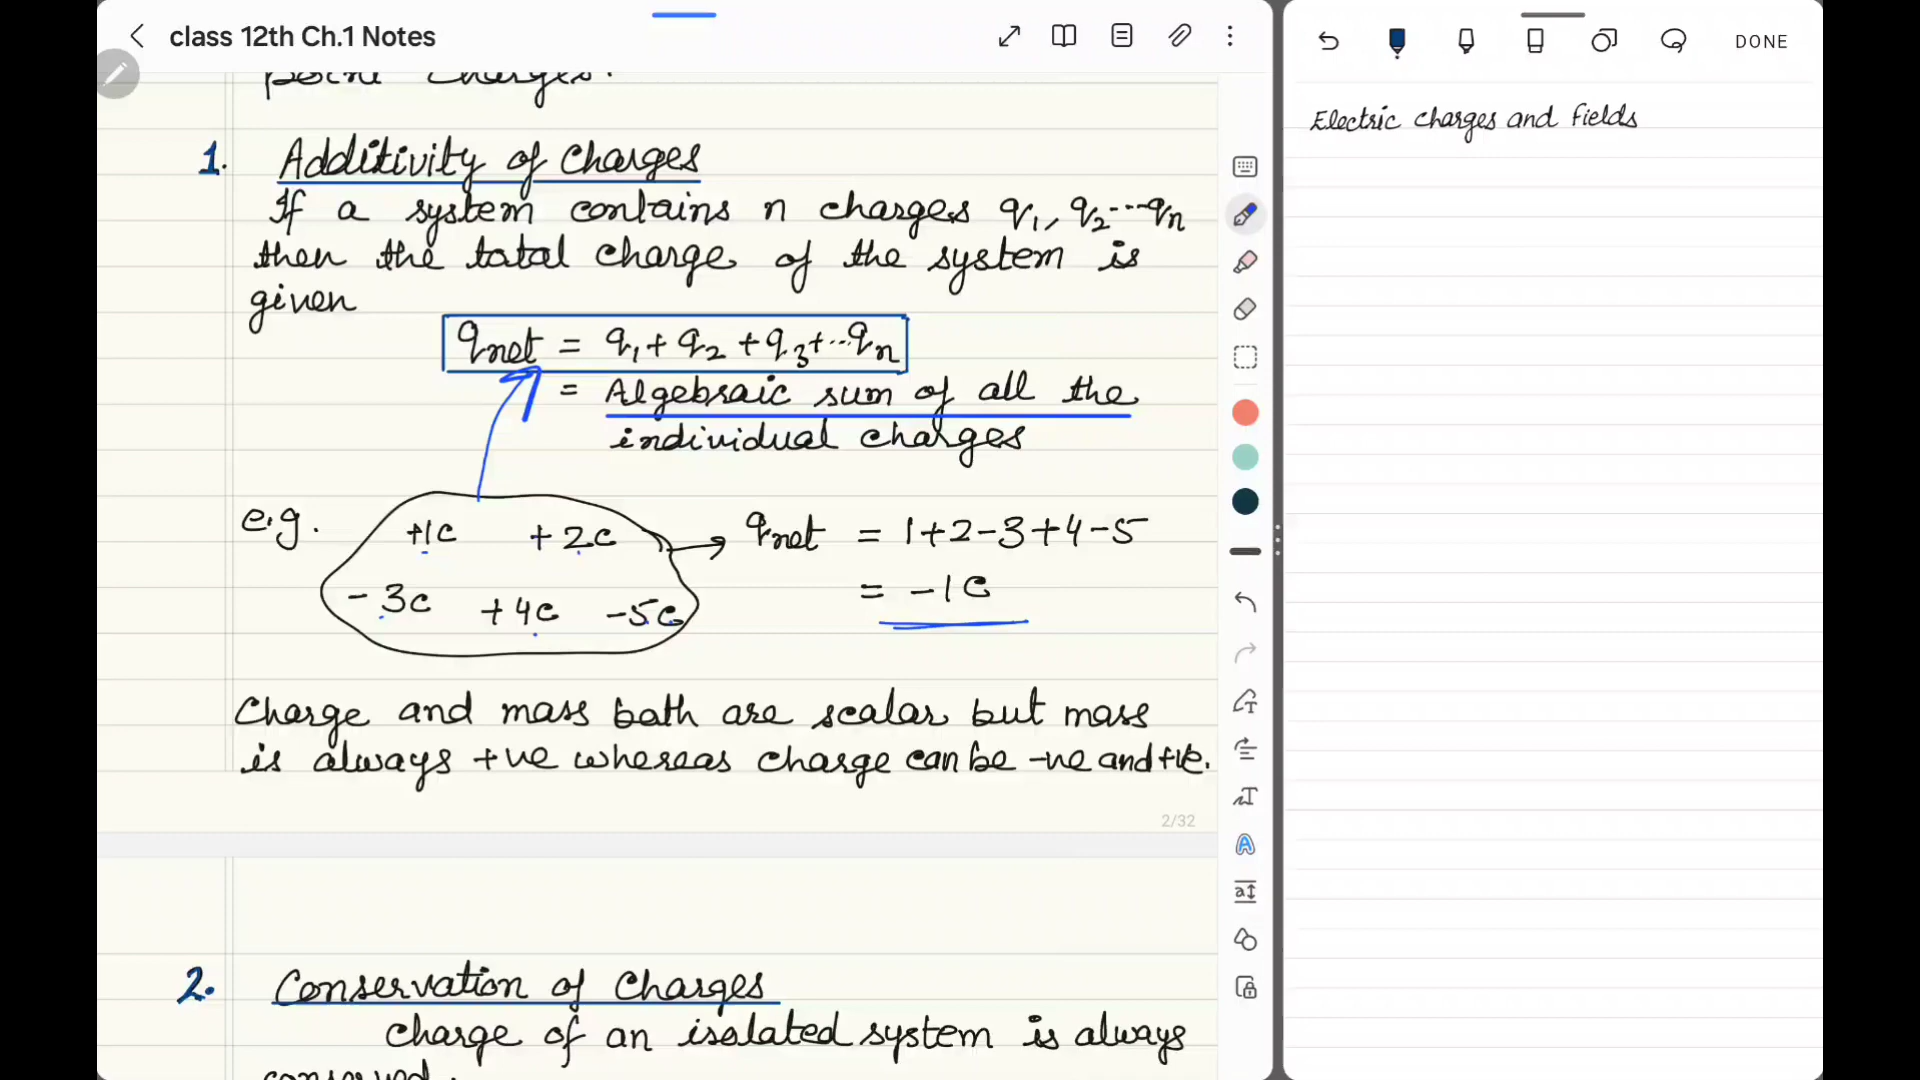 class 12th Ch.1 Notes
DONE
point charges.
Electric charges and fields
1. Additivity of Charges
If a system contains n charges q₁, q₂---qₙ
then the total charge of the system is
given
qnet = q₁ + q₂ + q₃ +...qₙ
= Algebraic sum of all the
individual charges
e.g. +1C +2C
-3C +4C -5C
qnet = 1+2-3+4-5
= -1C
Charge and mass both are scalar but mass
is always +ve whereas charge can be -ve and +ve.
2/32
2. Conservation of Charges
charge of an isolated system is always
conserved.